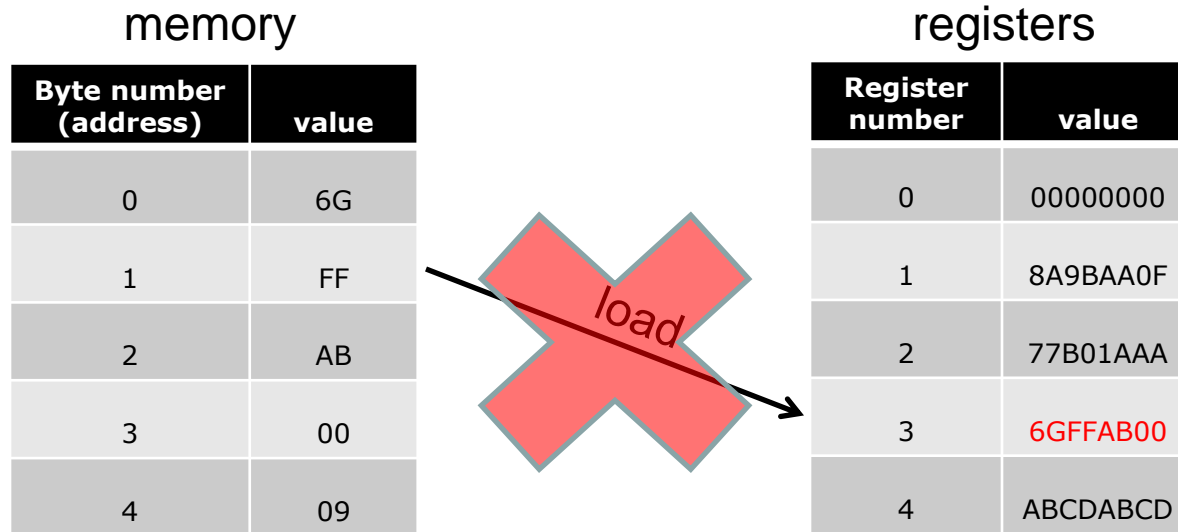 memory
registers
Byte number
(address) value
0 6G
1 FF
2 AB
3 00
4 09
load
Register
number value
0 00000000
1 8A9BAA0F
2 77B01AAA
3 6GFFAB00
4 ABCDABCD